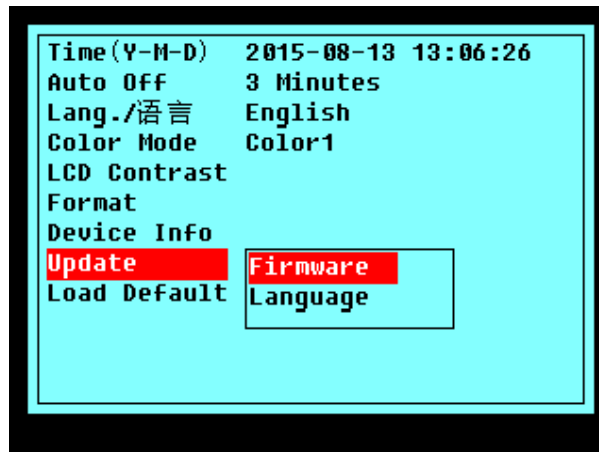 Time(Y-M-D) 2015-08-13 13:06:26
Auto Off 3 Minutes
Lang./语言 English
Color Mode Color1
LCD Contrast
Format
Device Info
Update Firmware
Load Default Language